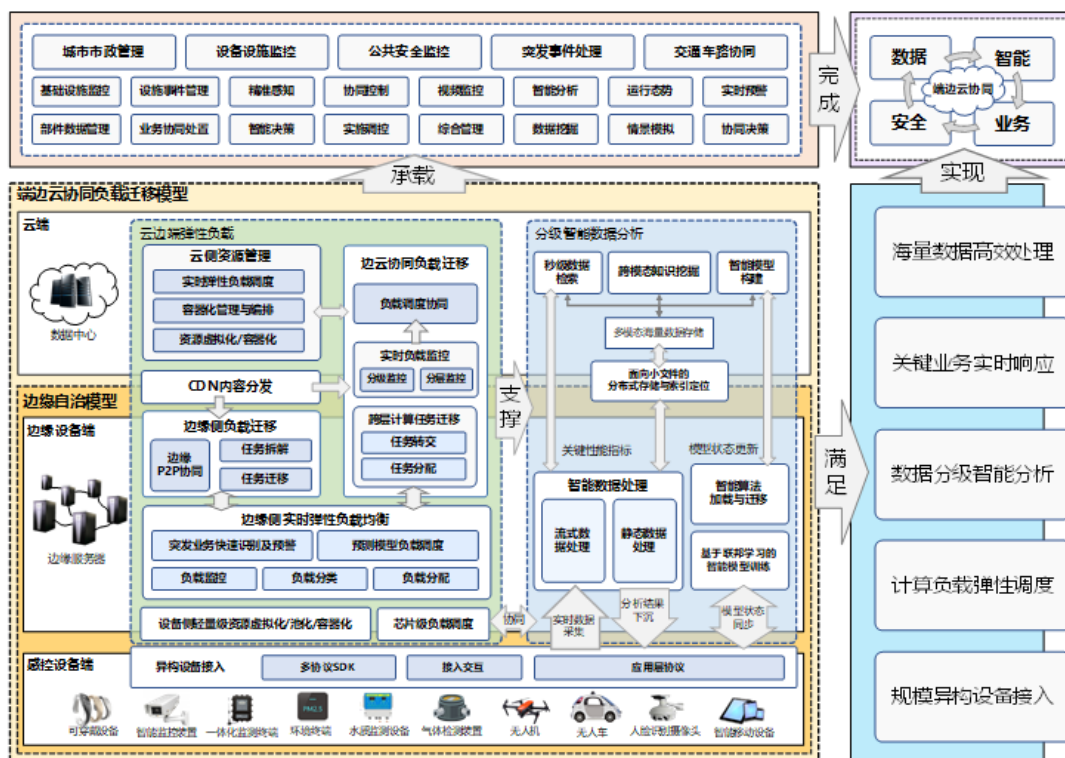 城市市政管理
设备设施监控
公共安全监控
突发事件处理
交通车路协同
基础设施监控
设施事件管理
精准感知
协同控制
视频监控
智能分析
运行态势
实时预警
部件数据管理
业务协同处置
智能决策
实施调控
综合管理
数据挖掘
情景模拟
协同决策
完成
数据
智能
端边云协同
安全
业务
承载
实现
端边云协同负载迁移模型
云端
数据中心
云边端弹性负载
云侧资源管理
实时弹性负载调度
容器化管理与编排
资源虚拟化/容器化
边云协同负载迁移
负载调度协同
实时负载监控
分级监控
分层监控
CDN内容分发
跨层计算任务迁移
任务转交
任务分配
分级智能数据分析
秒级数据
检索
跨模态知识挖掘
智能模型
构建
多模态海量数据存储
面向小文件的
分布式存储与索引定位
支撑
边缘自治模型
边缘设备端
边缘服务器
边缘侧负载迁移
边缘
P2P协同
任务拆解
任务迁移
边缘侧实时弹性负载均衡
突发业务快速识别及预警
预测模型负载调度
负载监控
负载分类
负载分配
设备侧轻量级资源虚拟化/池化/容器化
芯片级负载调度
协同
关键性能指标
模型状态更新
智能数据处理
流式数
据处理
静态数据
处理
智能算法
加载与迁移
基于联邦学习的
智能模型训练
实时数据
采集
分析结果
下沉
模型状态
同步
满足
海量数据高效处理
关键业务实时响应
数据分级智能分析
计算负载弹性调度
规模异构设备接入
感控设备端
异构设备接入
多协议SDK
接入交互
应用层协议
PM2.5
可穿戴设备
智能监控装置
一体化监测终端
环境终端
水质监测设备
气体检测装置
无人机
无人车
人脸识别摄像头
智能移动设备